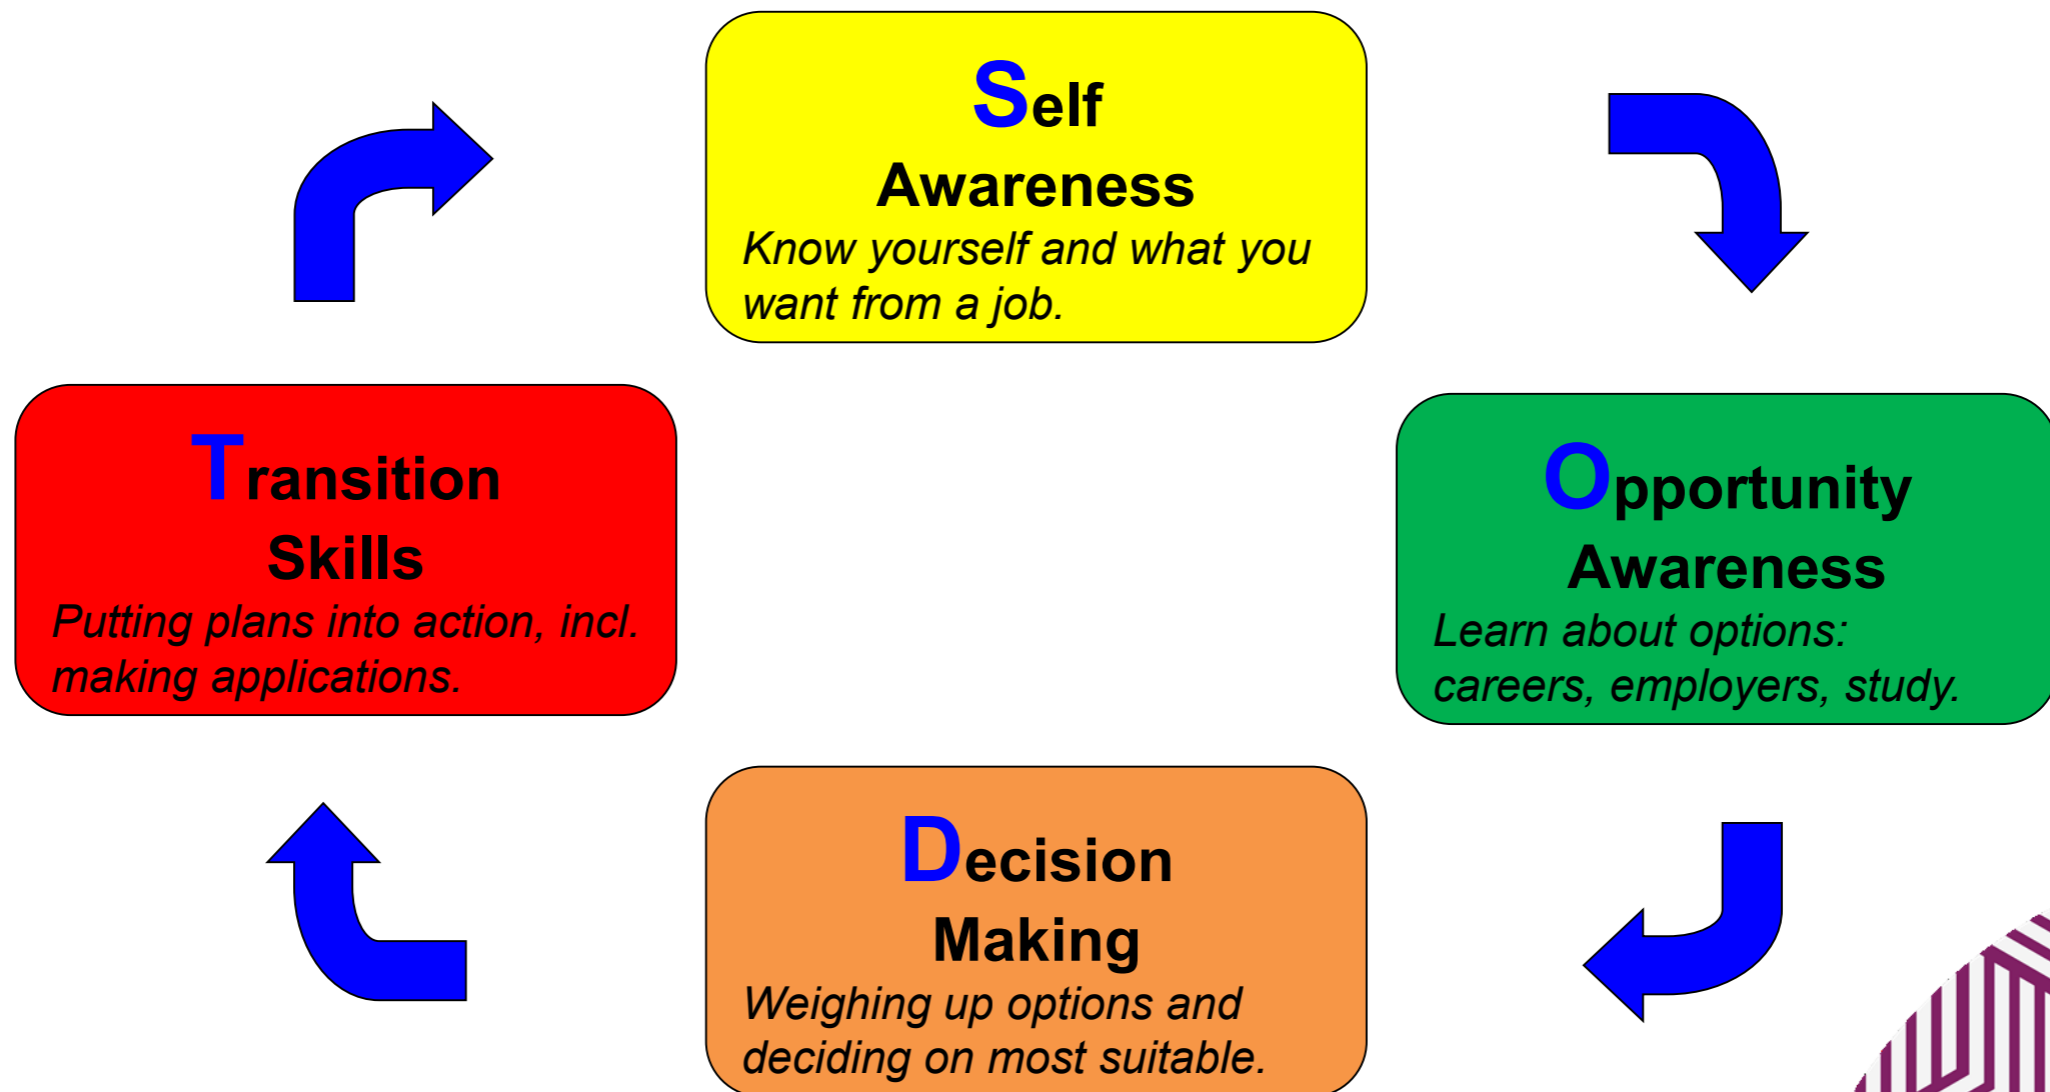 Self
Awareness
Know yourself and what you
want from a job.
Transition
Skills
Putting plans into action, incl.
making applications.
Opportunity
Awareness
Learn about options:
careers, employers, study.
Decision
Making
Weighing up options and
deciding on most suitable.